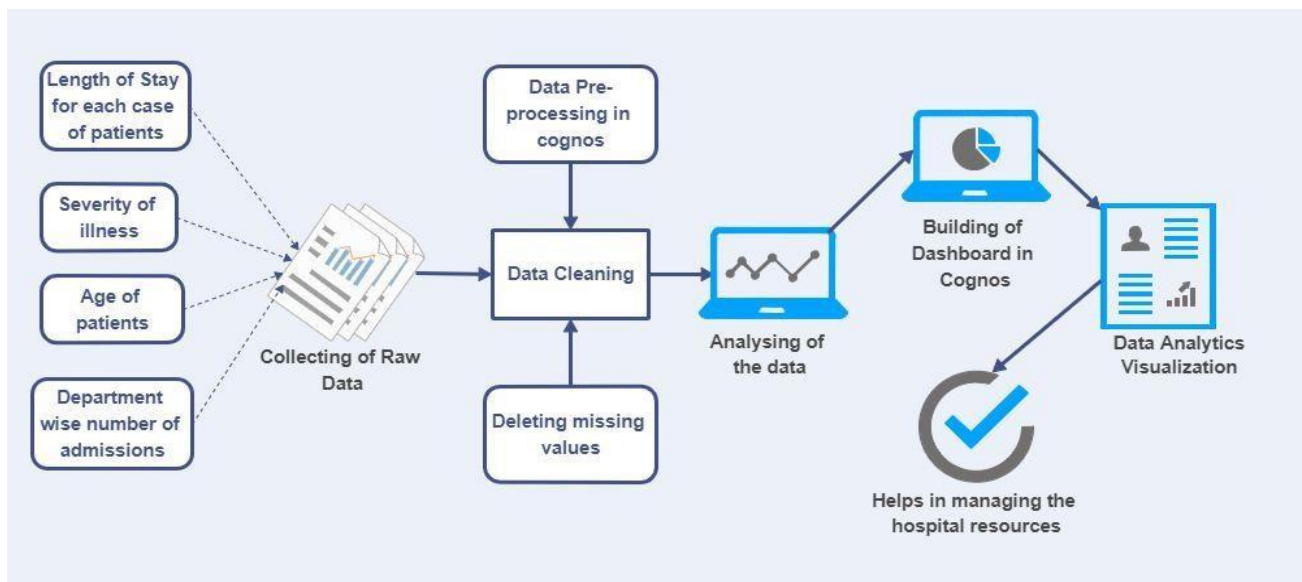 Length of Stay
for each case
of patients
Severity of
illness
Age of
patients
Department
wise number of
admissions
Collecting of Raw
Data
Data Pre-
processing in
cognos
Data Cleaning
Deleting missing
values
Analysing of
the data
Building of
Dashboard in
Cognos
Data Analytics
Visualization
Helps in managing the
hospital resources